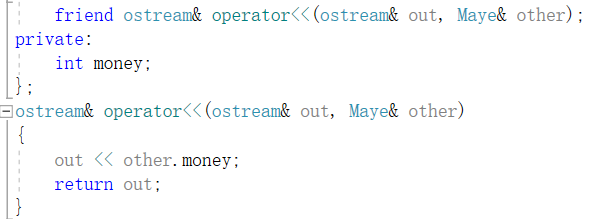 friend ostream& operator<<(ostream& out, Maye& other);
private:
int money;
};
ostream& operator<<(ostream& out, Maye& other)
{
out << other.money;
return out;
}